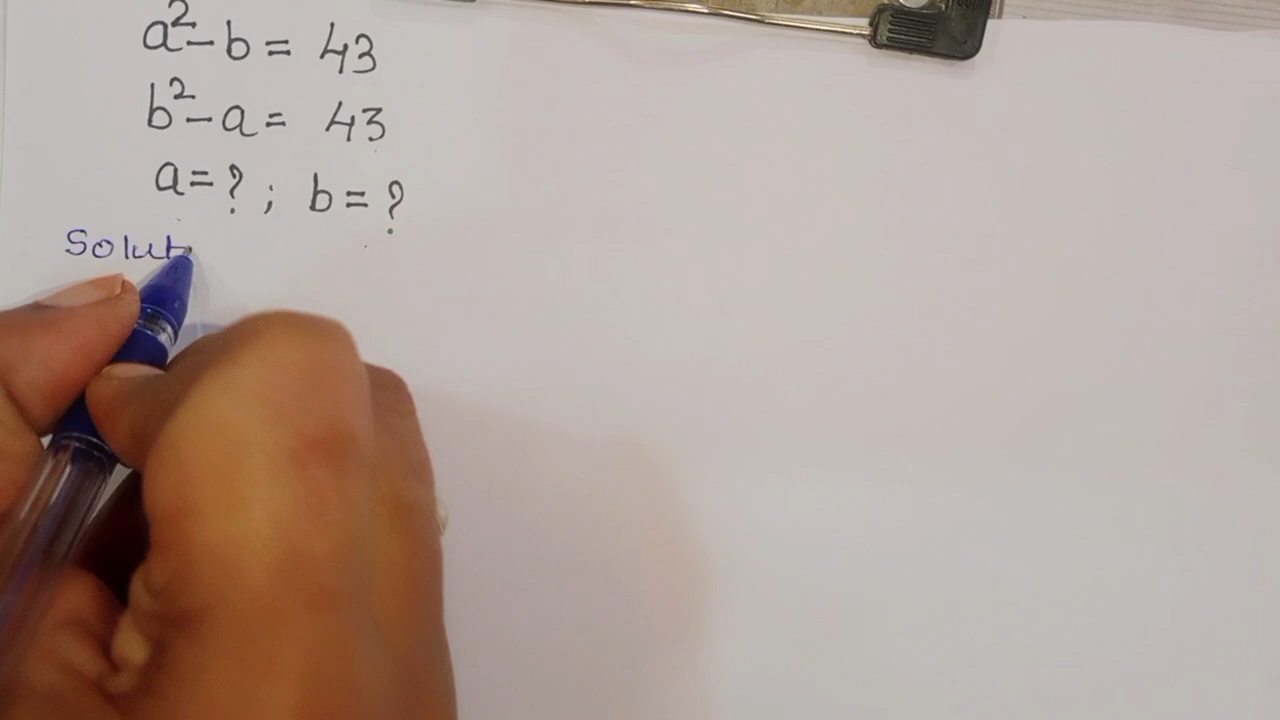 a²-b = 43
b²-a = 43
a=? ; b=?
Solut